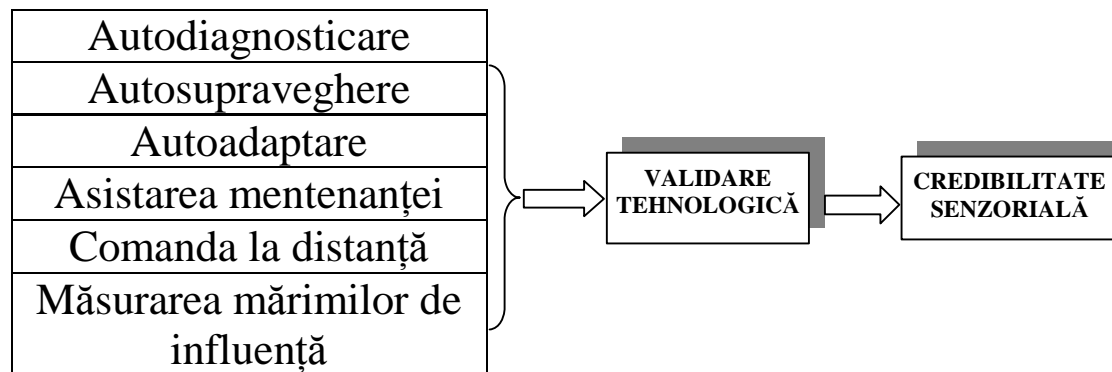 Autodiagnosticare
Autosupraveghere
Autoadaptare
Asistarea mentenanței
Comanda la distanță
Măsurarea mărimilor de
influență
VALIDARE
TEHNOLOGICĂ
CREDIBILITATE
SENZORIALĂ